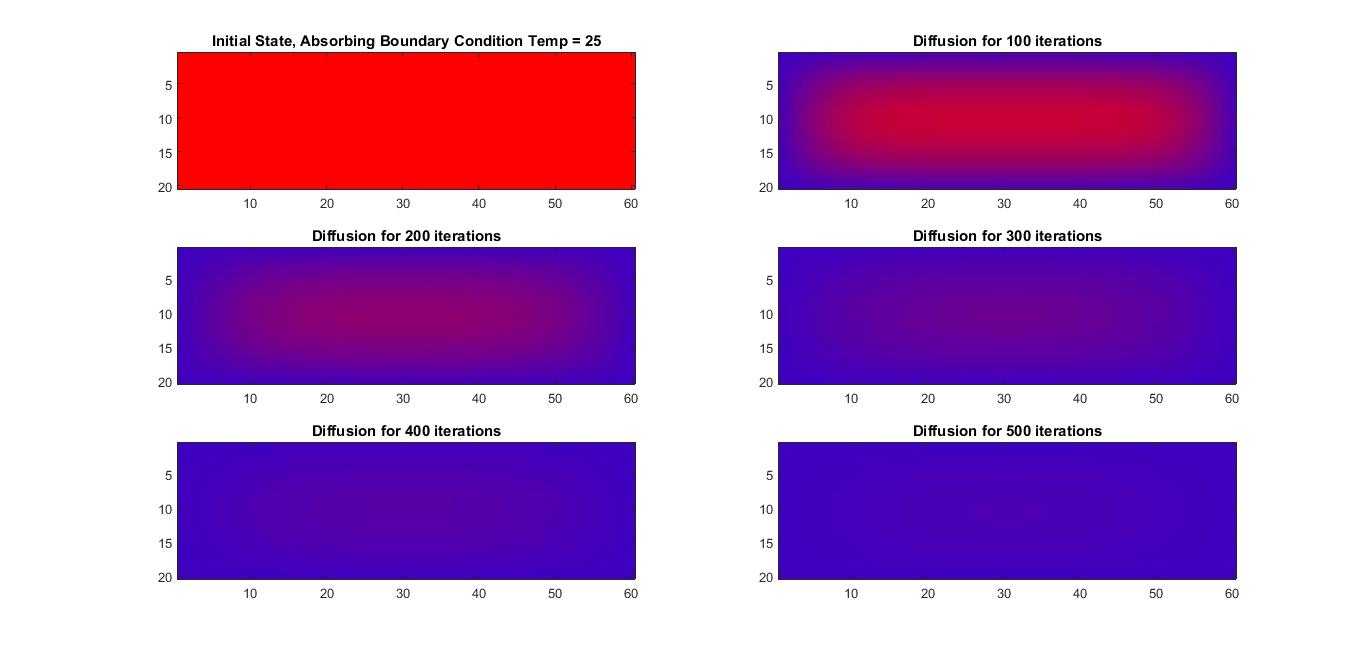 Initial State, Absorbing Boundary Condition Temp = 25
5
10
15
20
10 20 30 40 50 60
Diffusion for 100 iterations
5
10
15
20
10 20 30 40 50 60
Diffusion for 200 iterations
5
10
15
20
10 20 30 40 50 60
Diffusion for 300 iterations
5
10
15
20
10 20 30 40 50 60
Diffusion for 400 iterations
5
10
15
20
10 20 30 40 50 60
Diffusion for 500 iterations
5
10
15
20
10 20 30 40 50 60